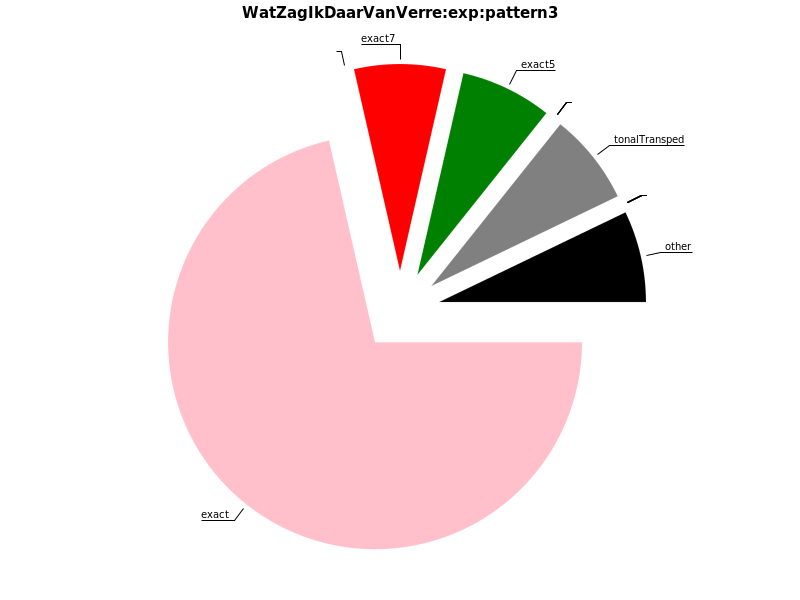 WatZagIkDaarVanVerre:exp:pattern3
exact7
exact5
tonalTransped
other
exact